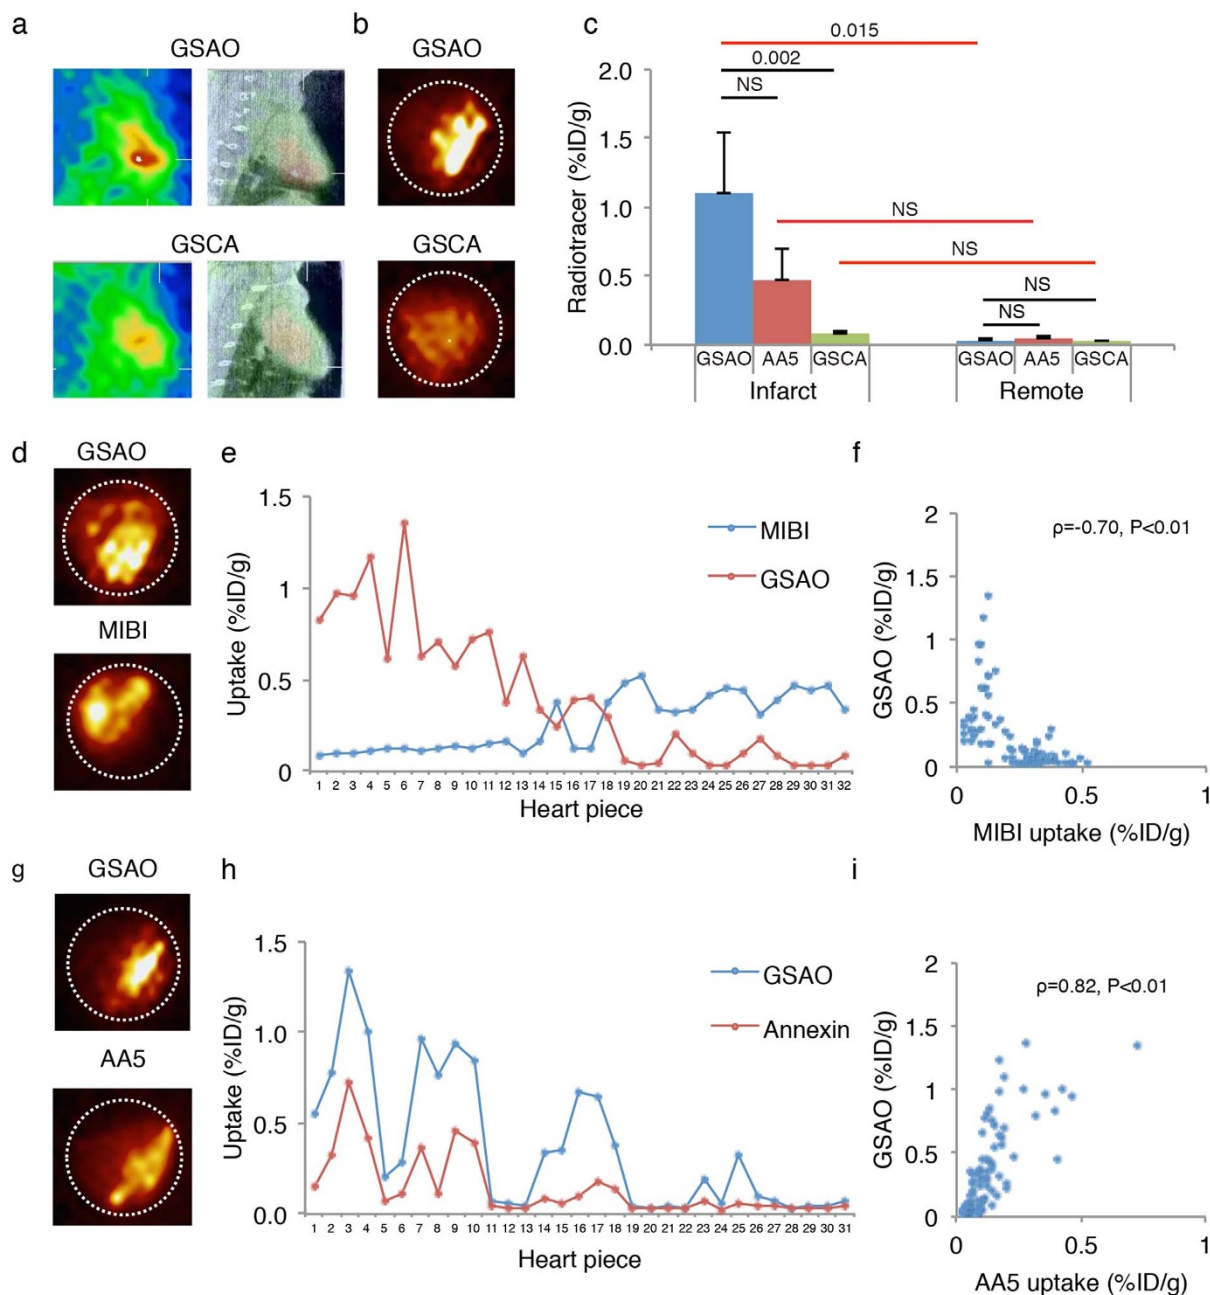 a
GSAO
GSCA
b
GSAO
GSCA
c
0.015
0.002
NS
NS
NS
NS
NS
Radiotracer (%ID/g)
2.0
1.5
1.0
0.5
0.0
GSAO AA5 GSCA GSAO AA5 GSCA
Infarct Remote
d
GSAO
MIBI
e
Uptake (%ID/g)
1.5
1
0.5
0
MIBI
GSAO
1 2 3 4 5 6 7 8 9 10 11 12 13 14 15 16 17 18 19 20 21 22 23 24 25 26 27 28 29 30 31 32
Heart piece
f
GSAO (%ID/g)
2
1
0
ρ=-0.70, P<0.01
0 0.5 1
MIBI uptake (%ID/g)
g
GSAO
AA5
h
Uptake (%ID/g)
1.5
1.0
0.5
0.0
GSAO
Annexin
1 2 3 4 5 6 7 8 9 10 11 12 13 14 15 16 17 18 19 20 21 22 23 24 25 26 27 28 29 30 31
Heart piece
i
GSAO (%ID/g)
2
1.5
1
0.5
0
ρ=0.82, P<0.01
0 0.5 1
AA5 uptake (%ID/g)